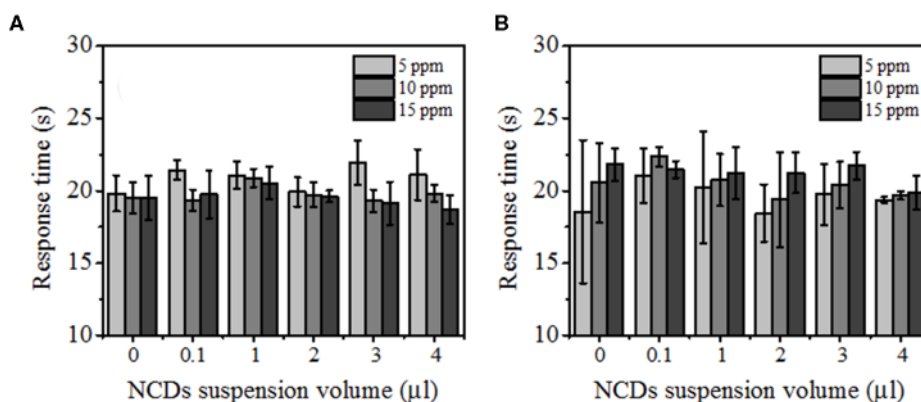 A
30
25
20
15
10
Response time (s)
5 ppm
10 ppm
15 ppm
0 0.1 1 2 3 4
NCDs suspension volume (µl)
B
30
25
20
15
10
Response time (s)
5 ppm
10 ppm
15 ppm
0 0.1 1 2 3 4
NCDs suspension volume (µl)